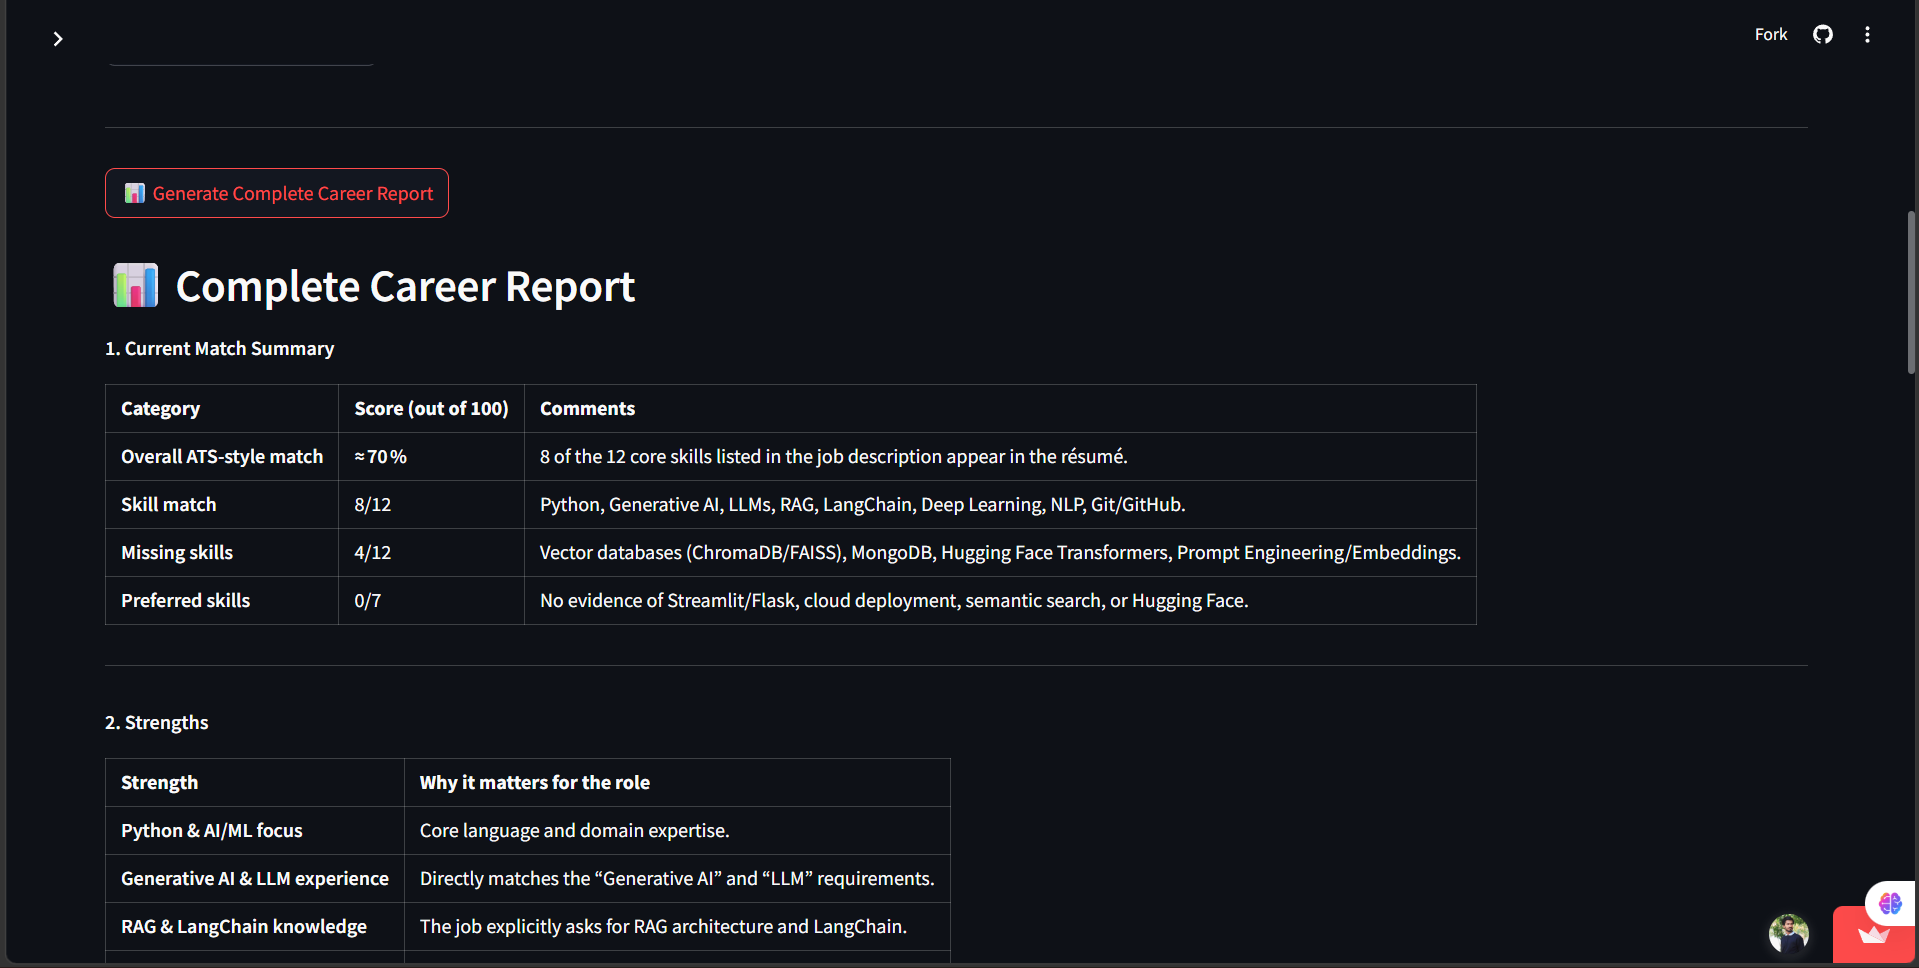 Fork
Generate Complete Career Report
Complete Career Report
1. Current Match Summary
Category Score (out of 100) Comments
Overall ATS-style match ≈70% 8 of the 12 core skills listed in the job description appear in the résumé.
Skill match 8/12 Python, Generative AI, LLMs, RAG, LangChain, Deep Learning, NLP, Git/GitHub.
Missing skills 4/12 Vector databases (ChromaDB/FAISS), MongoDB, Hugging Face Transformers, Prompt Engineering/Embeddings.
Preferred skills 0/7 No evidence of Streamlit/Flask, cloud deployment, semantic search, or Hugging Face.
2. Strengths
Strength Why it matters for the role
Python & AI/ML focus Core language and domain expertise.
Generative AI & LLM experience Directly matches the “Generative AI” and “LLM” requirements.
RAG & LangChain knowledge The job explicitly asks for RAG architecture and LangChain.